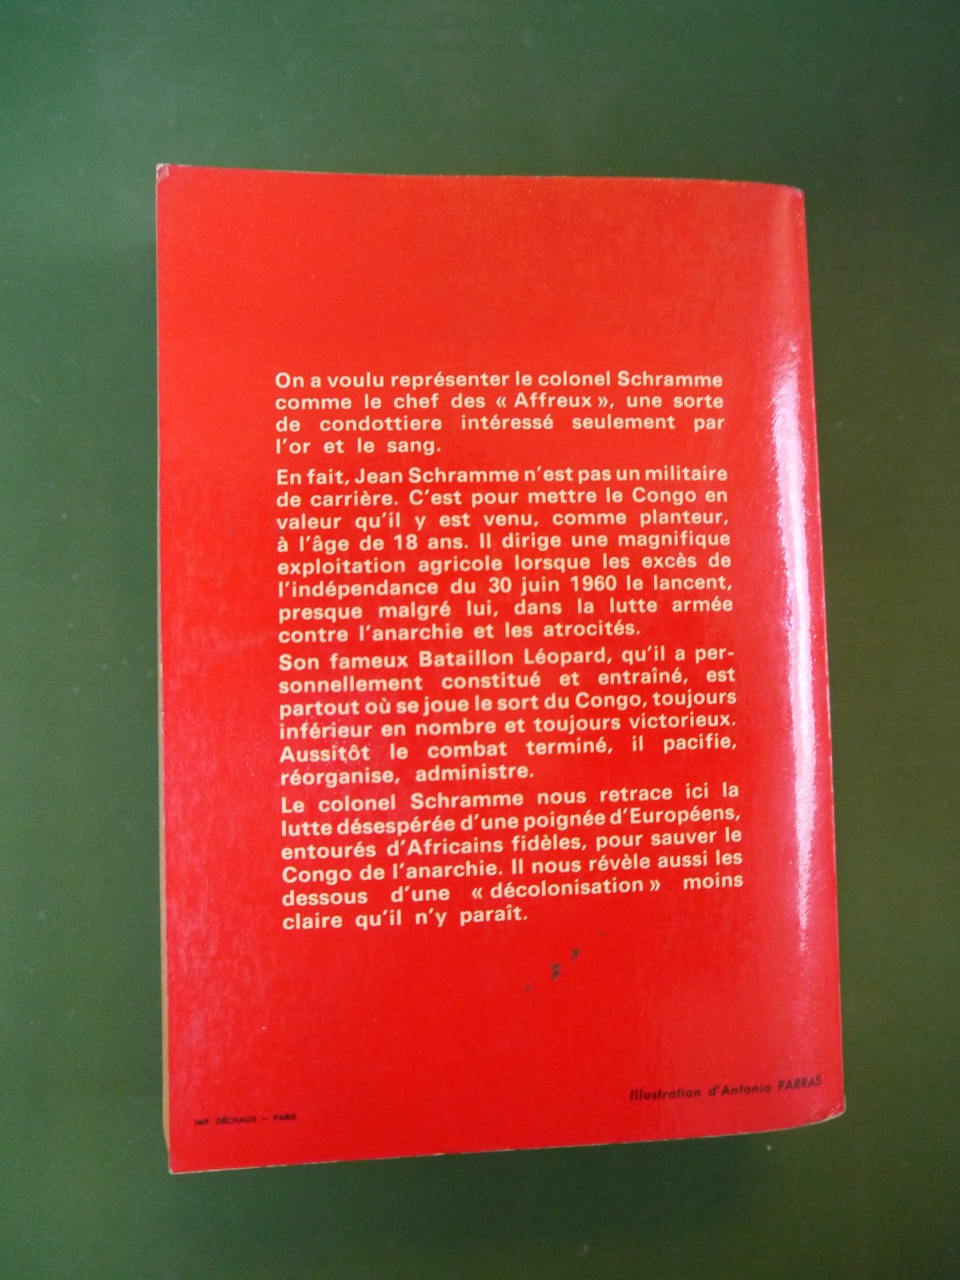 On a voulu représenter le colonel Schramme
comme le chef des « Affreux », une sorte
de condottiere intéressé seulement par
l'or et le sang.
En fait, Jean Schramme n'est pas un militaire
de carrière. C'est pour mettre le Congo en
valeur qu'il y est venu, comme planteur,
à l'âge de 18 ans. Il dirige une magnifique
exploitation agricole lorsque les excès de
l'indépendance du 30 juin 1960 le lancent,
presque malgré lui, dans la lutte armée
contre l'anarchie et les atrocités.
Son fameux Bataillon Léopard, qu'il a per-
sonnellement constitué et entraîné, est
partout où se joue le sort du Congo, toujours
inférieur en nombre et toujours victorieux.
Aussitôt le combat terminé, il pacifie,
réorganise, administre.
Le colonel Schramme nous retrace ici la
lutte désespérée d'une poignée d'Européens,
entourés d'Africains fidèles, pour sauver le
Congo de l'anarchie. Il nous révèle aussi les
dessous d'une « décolonisation » moins
claire qu'il n'y paraît.
Illustration d'Antonio PARRAS
IMP DÉCHAUX - PARIS